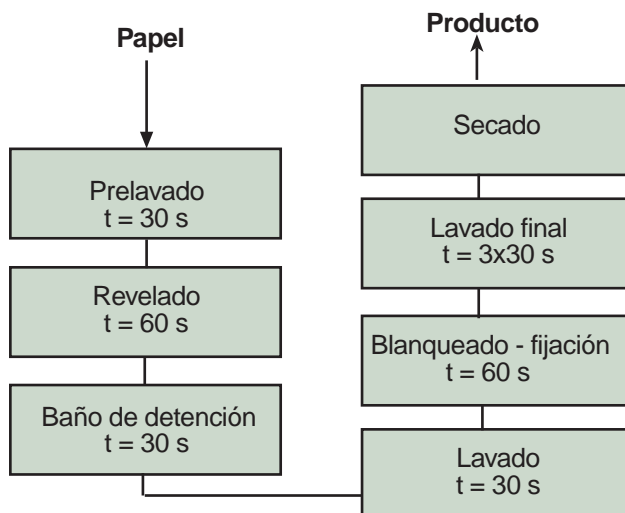 Papel
Prelavado
t = 30 s
Revelado
t = 60 s
Baño de detención
t = 30 s
Lavado
t = 30 s
Blanqueado - fijación
t = 60 s
Lavado final
t = 3x30 s
Secado
Producto